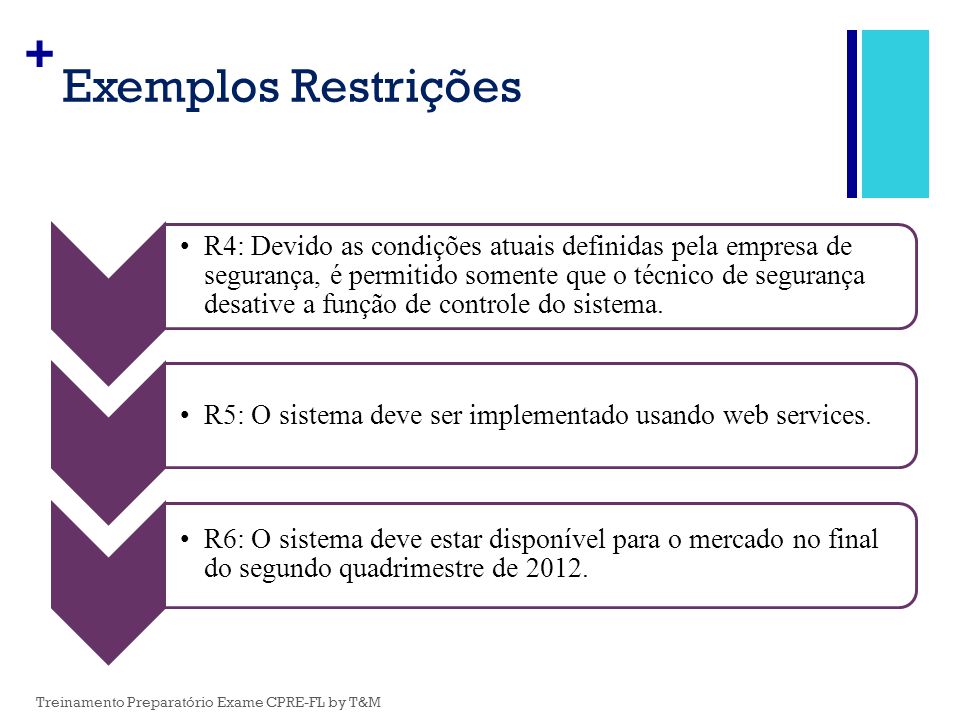 +
Exemplos Restrições
• R4: Devido as condições atuais definidas pela empresa de
segurança, é permitido somente que o técnico de segurança
desative a função de controle do sistema.
• R5: O sistema deve ser implementado usando web services.
• R6: O sistema deve estar disponível para o mercado no final
do segundo quadrimestre de 2012.
Treinamento Preparatório Exame CPRE-FL by T&M